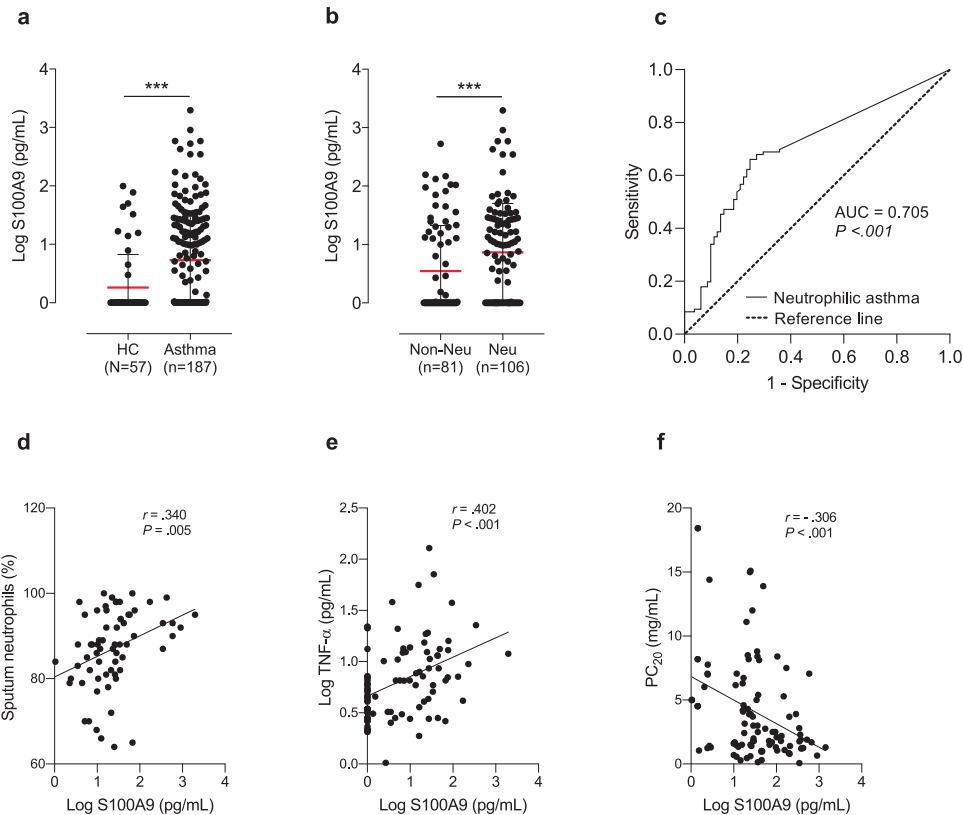 a
Log S100A9 (pg/mL)
4
3
2
1
0
***
HC
(N=57)
Asthma
(n=187)
b
Log S100A9 (pg/mL)
4
3
2
1
0
***
Non-Neu
(n=81)
Neu
(n=106)
c
Sensitivity
1.0
0.8
0.6
0.4
0.2
0.0
AUC = 0.705
P <.001
Neutrophilic asthma
Reference line
0.0 0.2 0.4 0.6 0.8 1.0
1 - Specificity
d
Sputum neutrophils (%)
120
100
80
60
r = .340
P = .005
0 1 2 3 4
Log S100A9 (pg/mL)
e
Log TNF-α (pg/mL)
2.5
2.0
1.5
1.0
0.5
0.0
r = .402
P < .001
0 1 2 3 4
Log S100A9 (pg/mL)
f
PC20 (mg/mL)
20
15
10
5
0
r = - .306
P < .001
0 1 2 3 4
Log S100A9 (pg/mL)